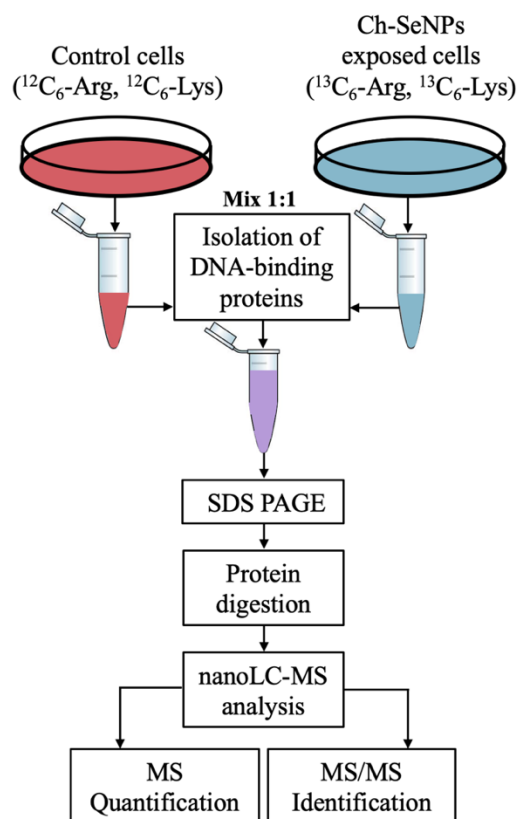 Control cells
(¹²C₆-Arg, ¹²C₆-Lys)
Ch-SeNPs
exposed cells
(¹³C₆-Arg, ¹³C₆-Lys)
Mix 1:1
Isolation of
DNA-binding
proteins
SDS PAGE
Protein
digestion
nanoLC-MS
analysis
MS
Quantification
MS/MS
Identification